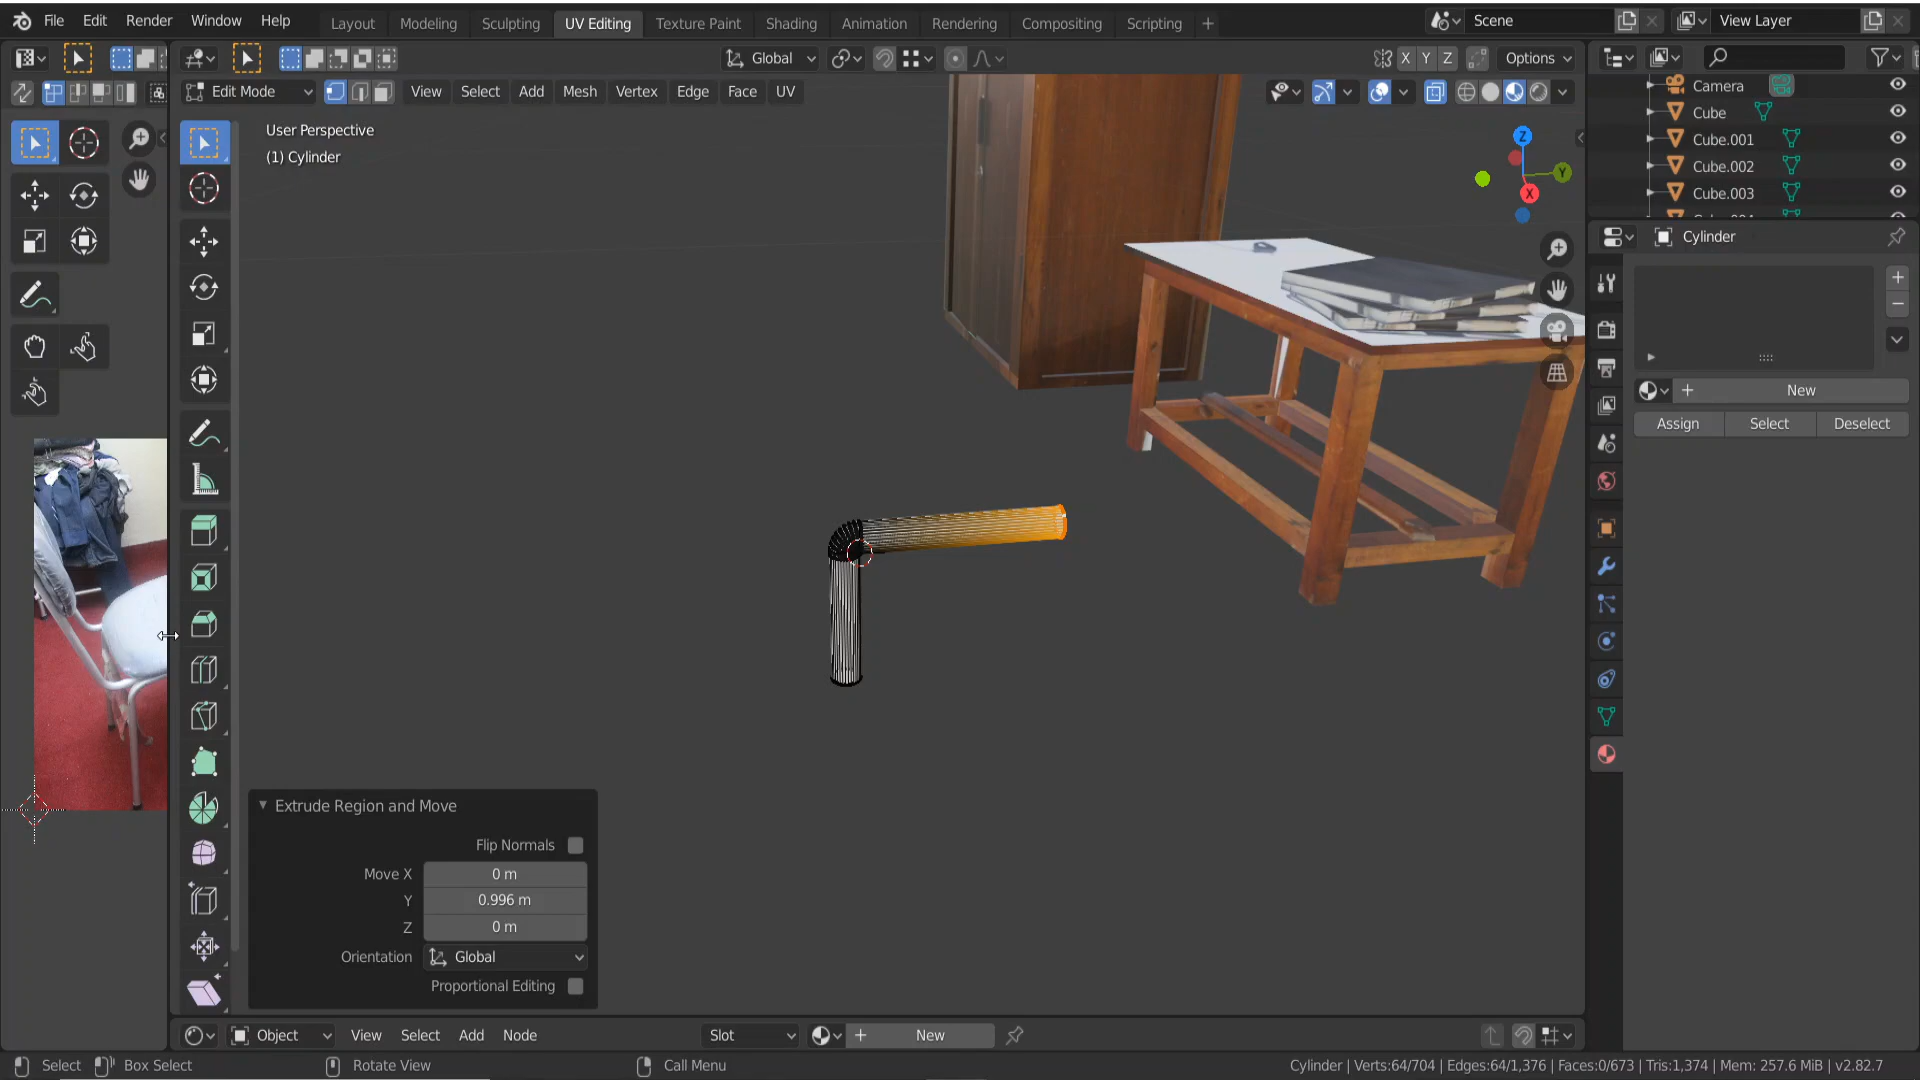 File Edit Render Window Help Layout Modeling Sculpting UV Editing Texture Paint Shading Animation Rendering Compositing Scripting + Scene View Layer
Global Options
Edit Mode View Select Add Mesh Vertex Edge Face UV
X Y Z
User Perspective
(1) Cylinder
Z
Y
X
Camera
Cube
Cube.001
Cube.002
Cube.003
Cylinder
New
Assign Select Deselect
Extrude Region and Move
Flip Normals
Move X 0 m
Y 0.996 m
Z 0 m
Orientation Global
Proportional Editing
Object View Select Add Node Slot New
Select Box Select Rotate View Call Menu Cylinder | Verts:64/704 | Edges:64/1,376 | Faces:0/673 | Tris:1,374 | Mem: 257.6 MiB | v2.82.7